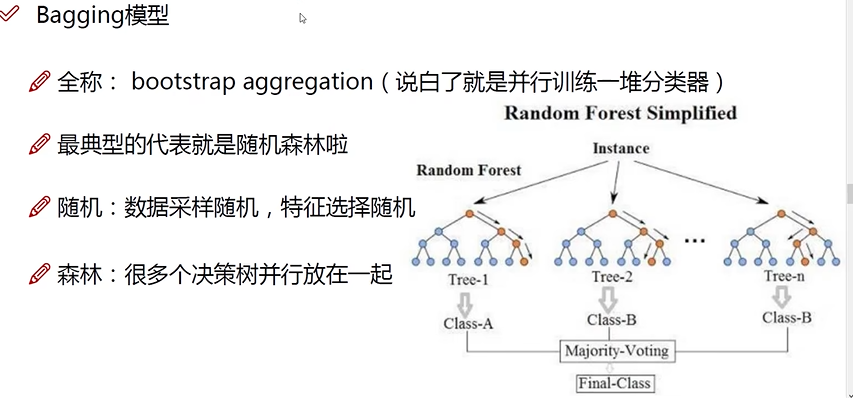 Bagging模型
全称： bootstrap aggregation（说白了就是并行训练一堆分类器）
最典型的代表就是随机森林啦
随机：数据采样随机，特征选择随机
森林：很多个决策树并行放在一起
Random Forest Simplified
Instance
Random Forest
...
Tree-1 Tree-2 Tree-n
Class-A Class-B Class-B
Majority-Voting
Final-Class